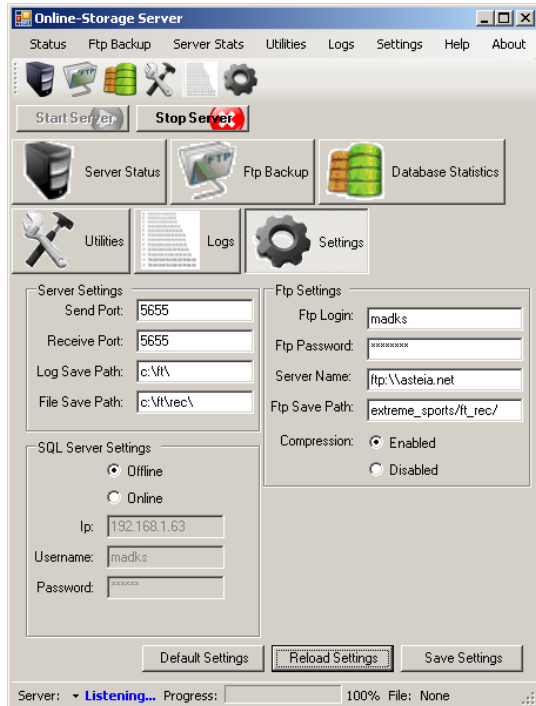 Online-Storage Server
Status Ftp Backup Server Stats Utilities Logs Settings Help About
FTP
Start Server Stop Server
Server Status Ftp Backup Database Statistics
Utilities Logs Settings
Server Settings
Send Port: 5655
Receive Port: 5655
Log Save Path: c:\ft\
File Save Path: c:\ft\rec\
SQL Server Settings
Offline
Online
Ip: 192.168.1.63
Username: madks
Password: ××××××
Ftp Settings
Ftp Login: madks
Ftp Password: ××××××××
Server Name: ftp:\\asteia.net
Ftp Save Path: extreme_sports/ft_rec/
Compression: Enabled
Disabled
Default Settings Reload Settings Save Settings
Server: Listening... Progress: 100% File: None